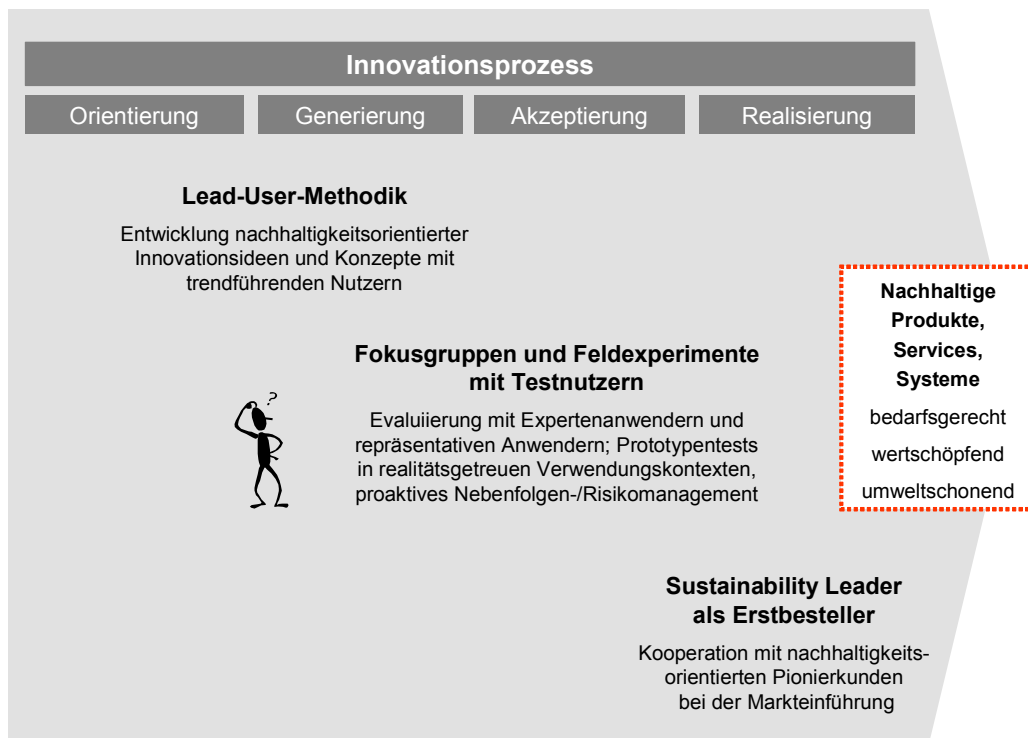 Innovationsprozess
Orientierung
Generierung
Akzeptierung
Realisierung
Lead-User-Methodik
Entwicklung nachhaltigkeitsorientierter
Innovationsideen und Konzepte mit
trendführenden Nutzern
Fokusgruppen und Feldexperimente
mit Testnutzern
Evaluiierung mit Expertenanwendern und
repräsentativen Anwendern; Prototypentests
in realitätsgetreuen Verwendungskontexten,
proaktives Nebenfolgen-/Risikomanagement
?
Sustainability Leader
als Erstbesteller
Kooperation mit nachhaltigkeits-
orientierten Pionierkunden
bei der Markteinführung
Nachhaltige
Produkte,
Services,
Systeme
bedarfsgerecht
wertschöpfend
umweltschonend